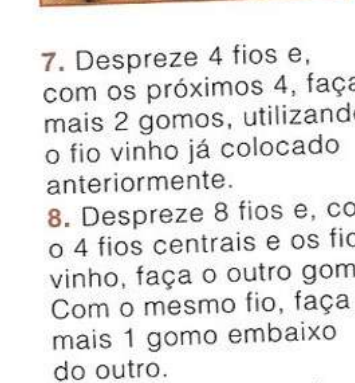 7. Despreze 4 fios e,
com os próximos 4, faça
mais 2 gomos, utilizand
o fio vinho já colocado
anteriormente.
8. Despreze 8 fios e, co
o 4 fios centrais e os fio
vinho, faça o outro gom
Com o mesmo fio, faça
mais 1 gomo embaixo
do outro.